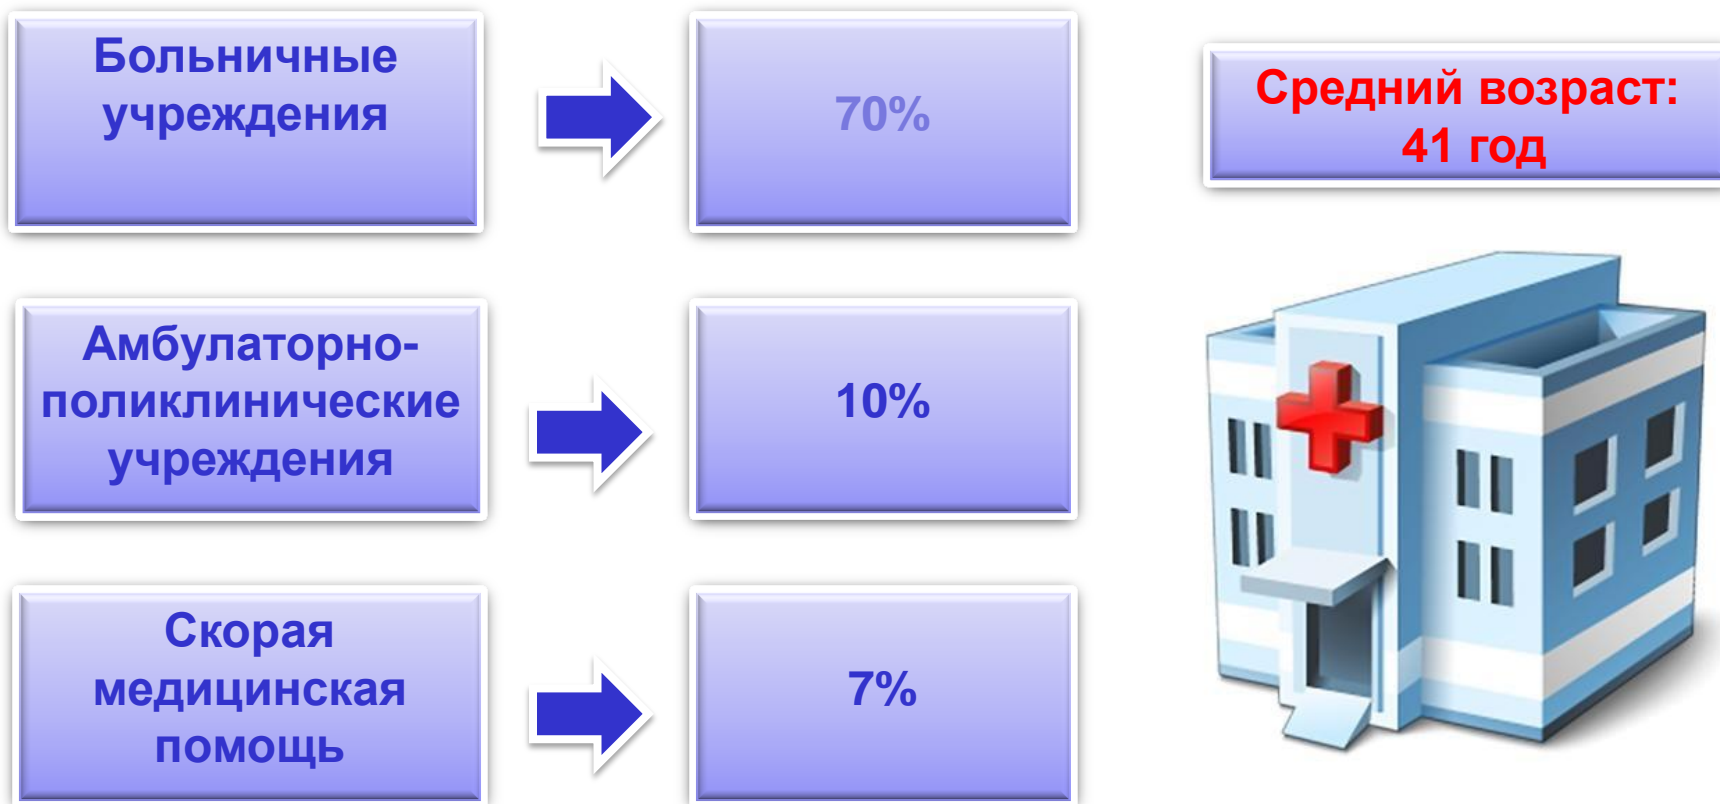 Больничные
учреждения
70%
Средний возраст:
41 год
Амбулаторно-
поликлинические
учреждения
10%
Скорая
медицинская
помощь
7%